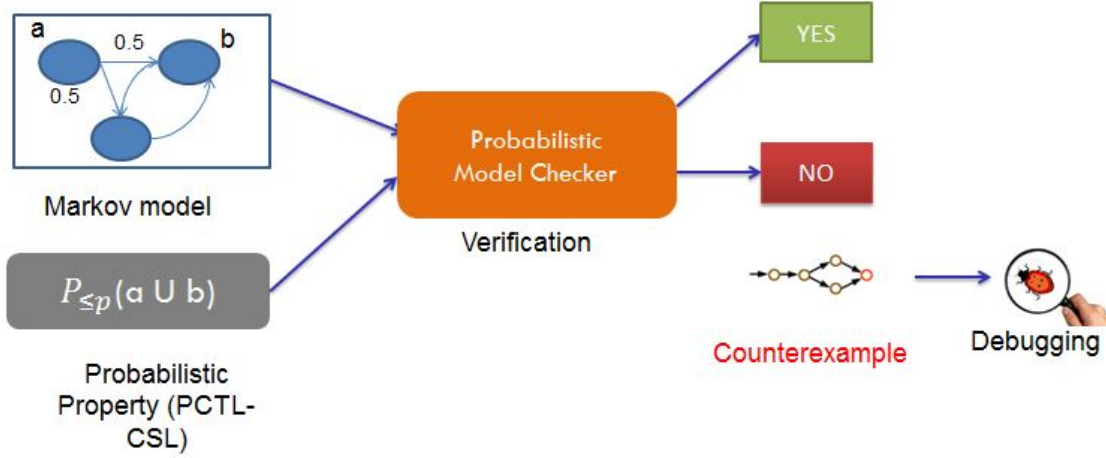 a
b
0.5
0.5
Markov model
P≤p(a U b)
Probabilistic
Property (PCTL-
CSL)
Probabilistic
Model Checker
Verification
YES
NO
Counterexample
Debugging